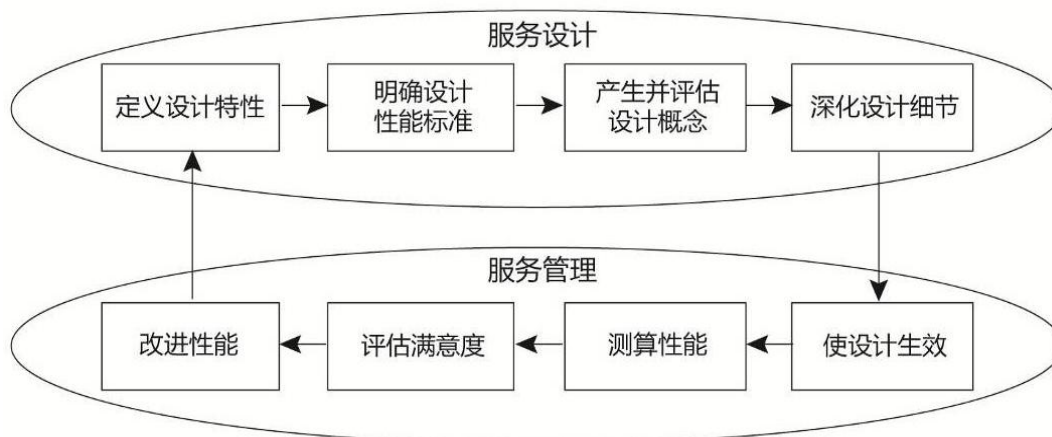 服务设计
定义设计特性
明确设计
性能标准
产生并评估
设计概念
深化设计细节
服务管理
改进性能
评估满意度
测算性能
使设计生效